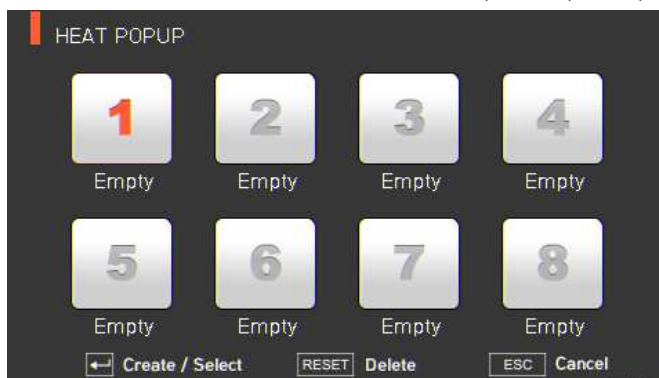 HEAT POPUP
1 2 3 4
Empty Empty Empty Empty
5 6 7 8
Empty Empty Empty Empty
Create / Select RESET Delete ESC Cancel